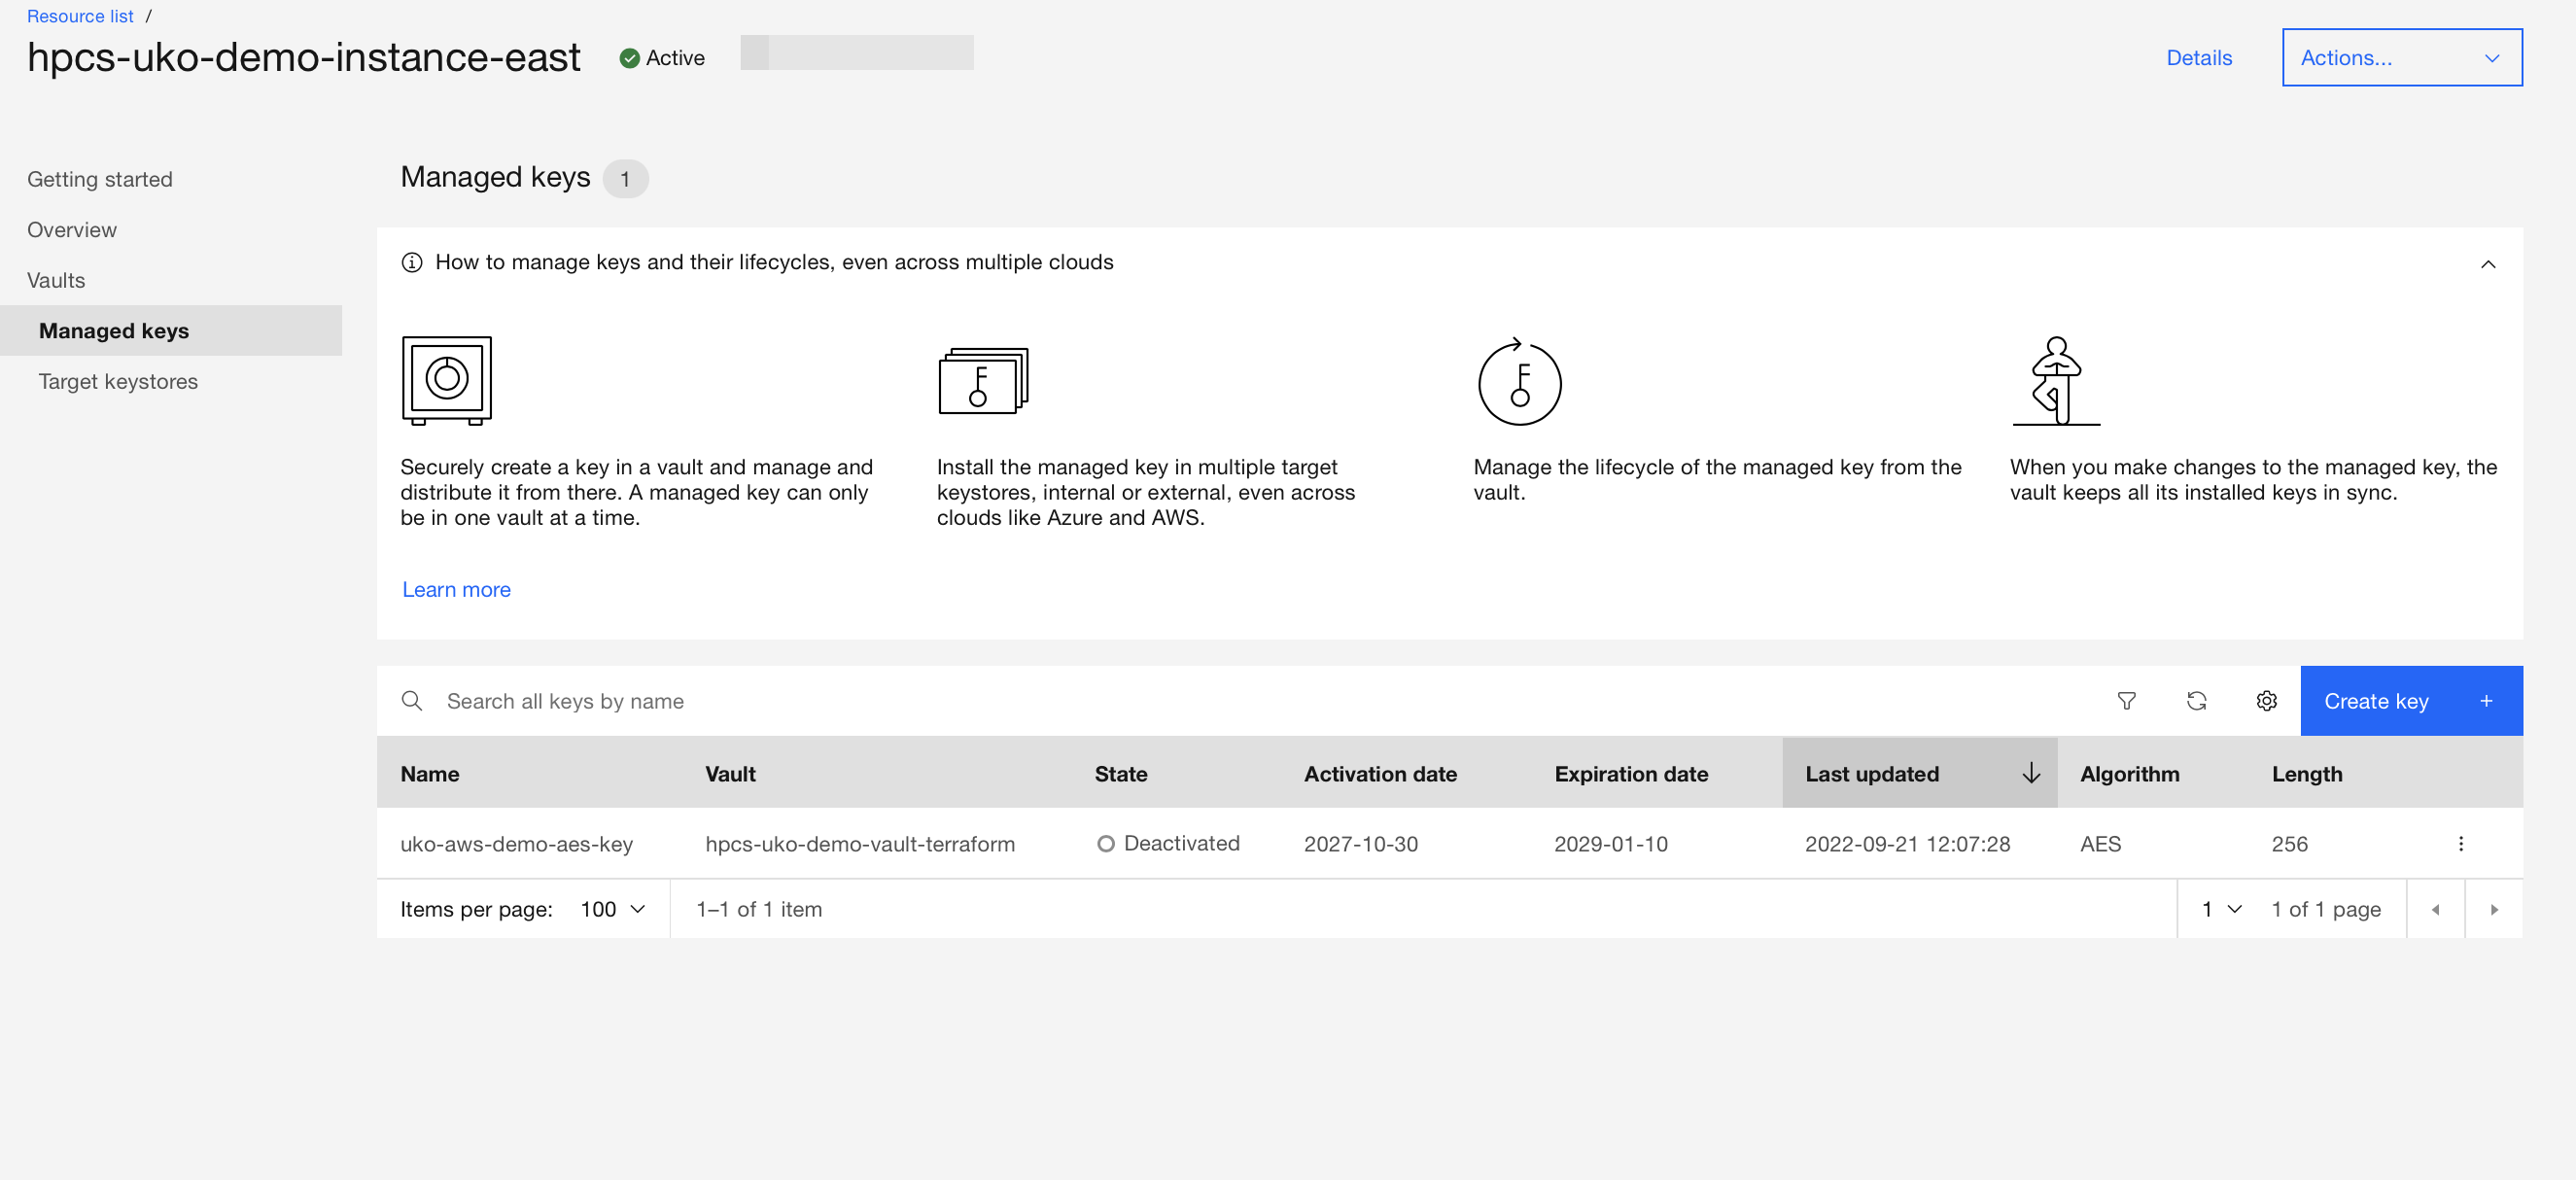 Resource list /
hpcs-uko-demo-instance-east
Active
Details
Actions...
Getting started
Overview
Vaults
Managed keys
Target keystores
Managed keys 1
How to manage keys and their lifecycles, even across multiple clouds
Securely create a key in a vault and manage and
distribute it from there. A managed key can only
be in one vault at a time.
Install the managed key in multiple target
keystores, internal or external, even across
clouds like Azure and AWS.
Manage the lifecycle of the managed key from the
vault.
When you make changes to the managed key, the
vault keeps all its installed keys in sync.
Learn more
Search all keys by name
Create key +
Name Vault State Activation date Expiration date Last updated Algorithm Length
uko-aws-demo-aes-key hpcs-uko-demo-vault-terraform Deactivated 2027-10-30 2029-01-10 2022-09-21 12:07:28 AES 256
Items per page: 100 1–1 of 1 item 1 1 of 1 page